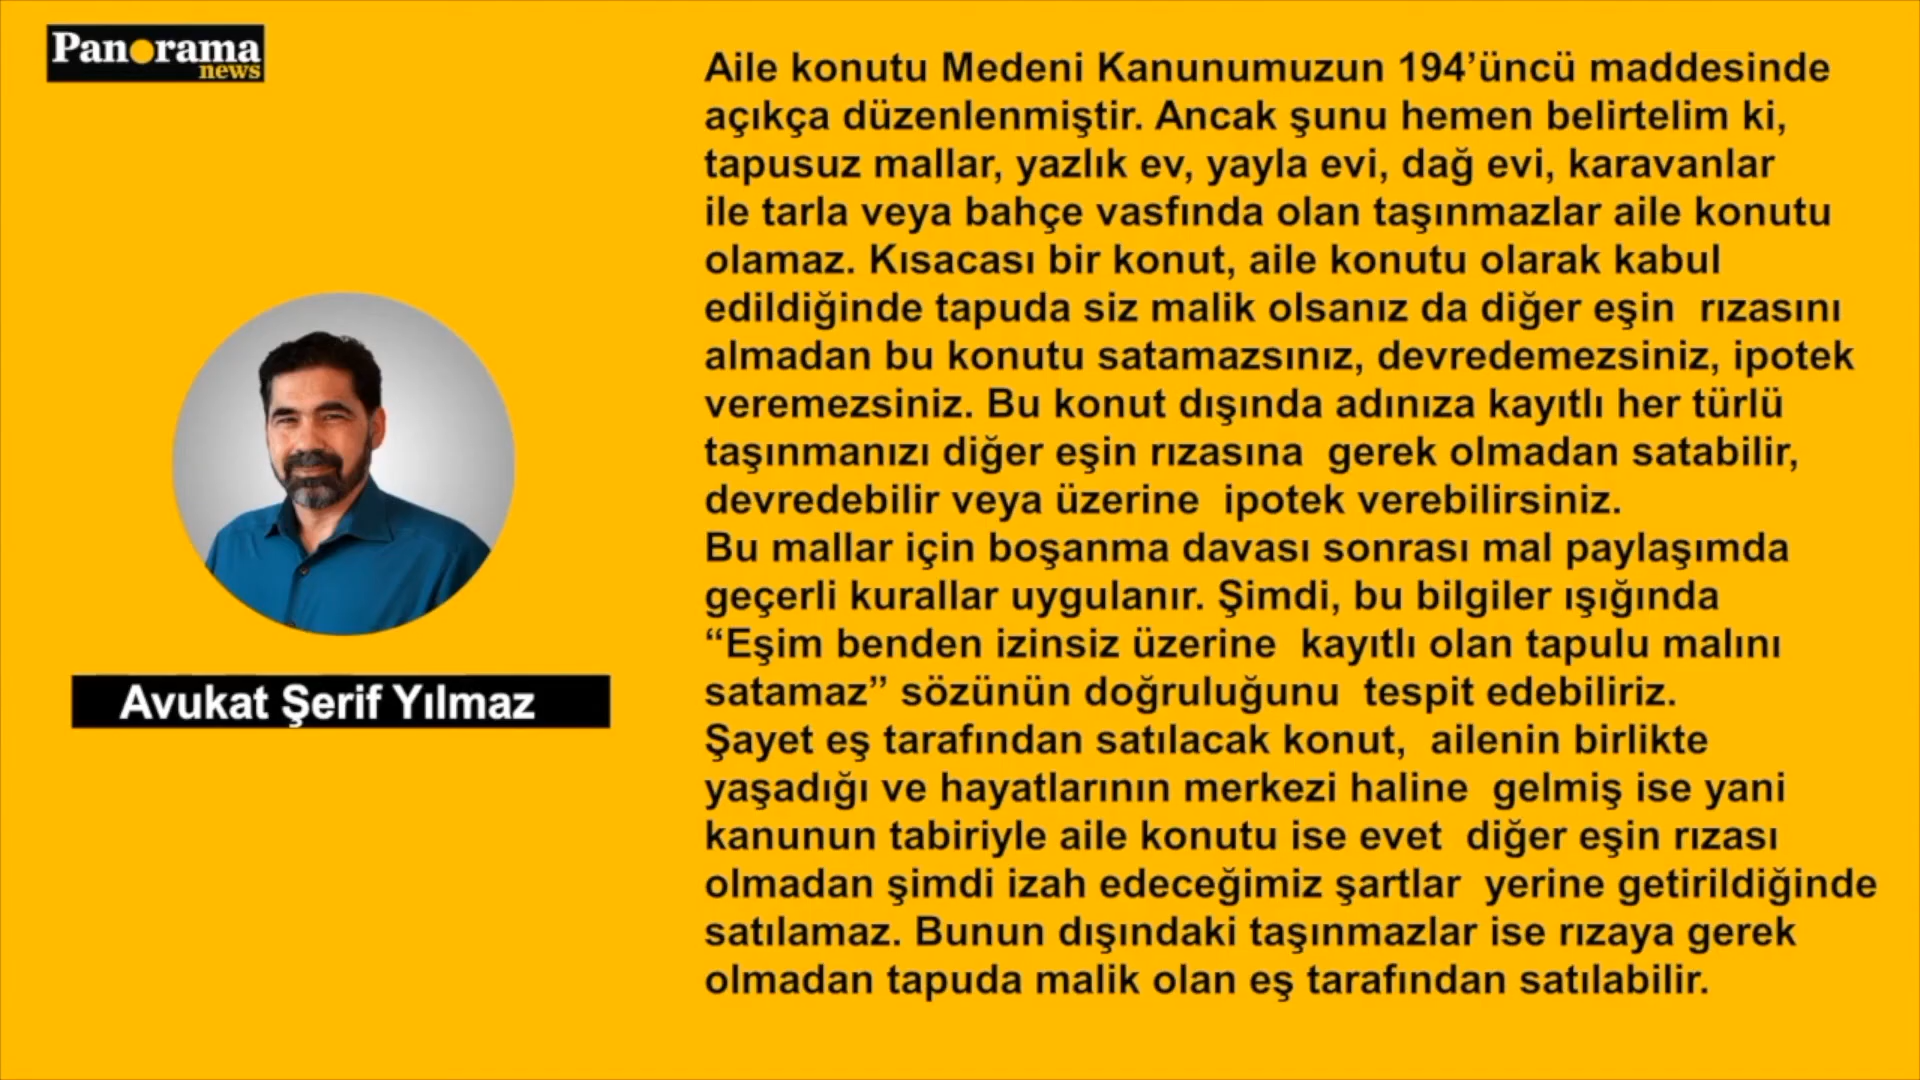 Panorama
news
Avukat Şerif Yılmaz
Aile konutu Medeni Kanunumuzun 194’üncü maddesinde
açıkça düzenlenmiştir. Ancak şunu hemen belirtelim ki,
tapusuz mallar, yazlık ev, yayla evi, dağ evi, karavanlar
ile tarla veya bahçe vasfında olan taşınmazlar aile konutu
olamaz. Kısacası bir konut, aile konutu olarak kabul
edildiğinde tapuda siz malik olsanız da diğer eşin rızasını
almadan bu konutu satamazsınız, devredemezsiniz, ipotek
veremezsiniz. Bu konut dışında adınıza kayıtlı her türlü
taşınmanızı diğer eşin rızasına gerek olmadan satabilir,
devredebilir veya üzerine ipotek verebilirsiniz.
Bu mallar için boşanma davası sonrası mal paylaşımda
geçerli kurallar uygulanır. Şimdi, bu bilgiler ışığında
“Eşim benden izinsiz üzerine kayıtlı olan tapulu malını
satamaz” sözünün doğruluğunu tespit edebiliriz.
Şayet eş tarafından satılacak konut, ailenin birlikte
yaşadığı ve hayatlarının merkezi haline gelmiş ise yani
kanunun tabiriyle aile konutu ise evet diğer eşin rızası
olmadan şimdi izah edeceğimiz şartlar yerine getirildiğinde
satılamaz. Bunun dışındaki taşınmazlar ise rızaya gerek
olmadan tapuda malik olan eş tarafından satılabilir.